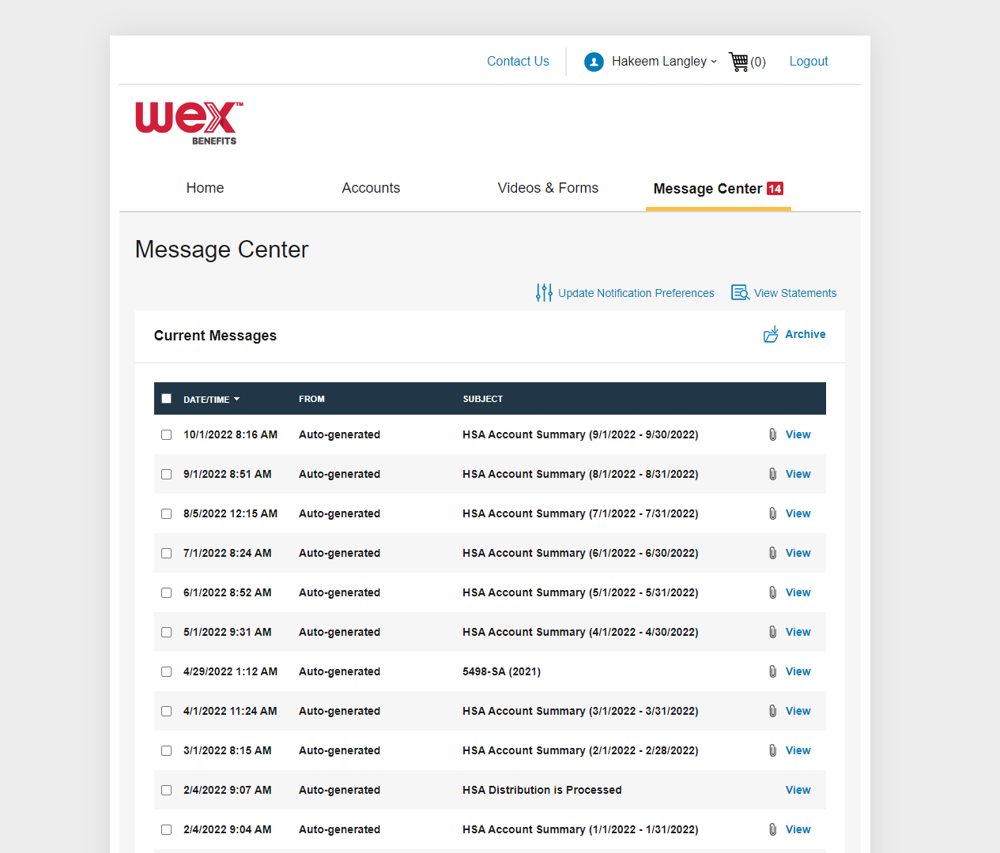 Contact Us Hakeem Langley (0) Logout
wex™
BENEFITS
Home Accounts Videos & Forms Message Center 14
Message Center
Update Notification Preferences View Statements
Current Messages Archive
DATE/TIME FROM SUBJECT
10/1/2022 8:16 AM Auto-generated HSA Account Summary (9/1/2022 - 9/30/2022) View
9/1/2022 8:51 AM Auto-generated HSA Account Summary (8/1/2022 - 8/31/2022) View
8/5/2022 12:15 AM Auto-generated HSA Account Summary (7/1/2022 - 7/31/2022) View
7/1/2022 8:24 AM Auto-generated HSA Account Summary (6/1/2022 - 6/30/2022) View
6/1/2022 8:52 AM Auto-generated HSA Account Summary (5/1/2022 - 5/31/2022) View
5/1/2022 9:31 AM Auto-generated HSA Account Summary (4/1/2022 - 4/30/2022) View
4/29/2022 1:12 AM Auto-generated 5498-SA (2021) View
4/1/2022 11:24 AM Auto-generated HSA Account Summary (3/1/2022 - 3/31/2022) View
3/1/2022 8:15 AM Auto-generated HSA Account Summary (2/1/2022 - 2/28/2022) View
2/4/2022 9:07 AM Auto-generated HSA Distribution is Processed View
2/4/2022 9:04 AM Auto-generated HSA Account Summary (1/1/2022 - 1/31/2022) View